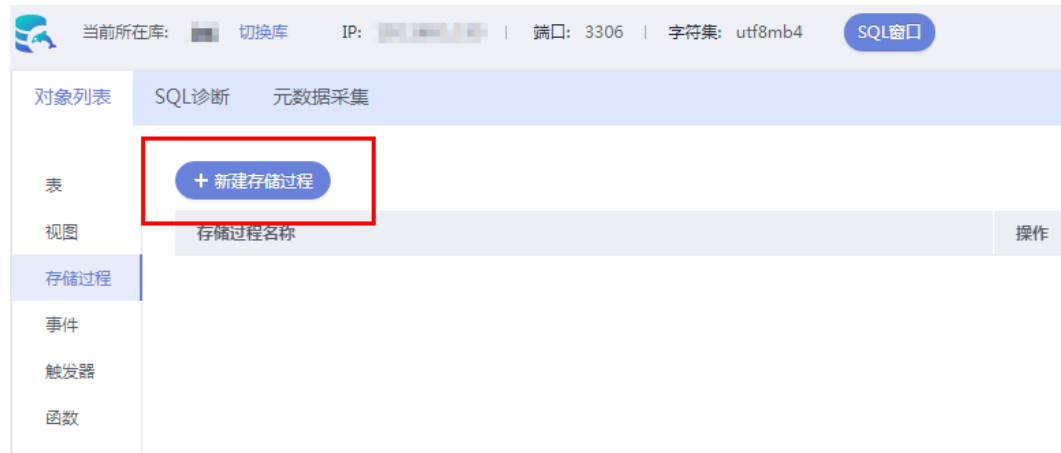 当前所在库: 切换库 IP: | 端口: 3306 | 字符集: utf8mb4 SQL窗口
对象列表 SQL诊断 元数据采集
表
+ 新建存储过程
视图
存储过程名称 操作
存储过程
事件
触发器
函数